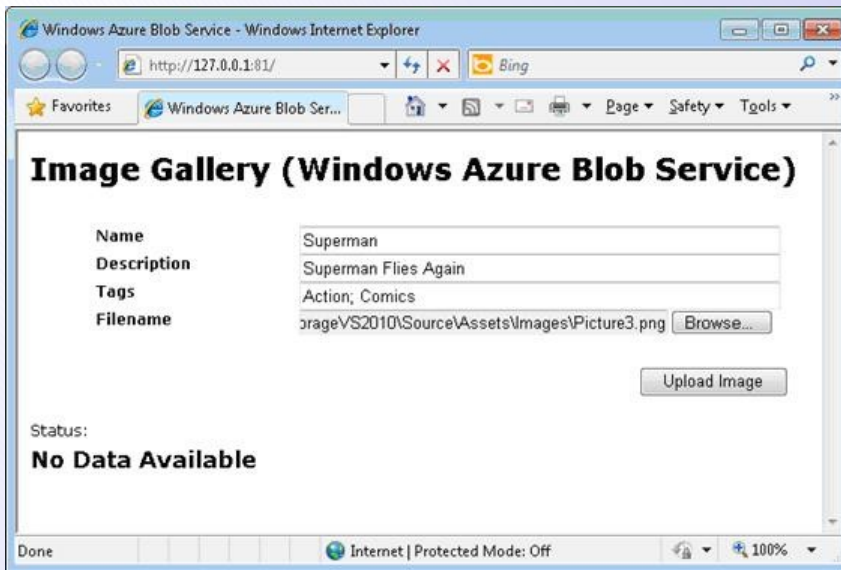 Windows Azure Blob Service - Windows Internet Explorer
http://127.0.0.1:81/
Bing
Favorites
Windows Azure Blob Ser...
Page
Safety
Tools
Image Gallery (Windows Azure Blob Service)
Name
Superman
Description
Superman Flies Again
Tags
Action; Comics
Filename
orageVS2010\Source\Assets\Images\Picture3.png
Browse...
Upload Image
Status:
No Data Available
Done
Internet | Protected Mode: Off
100%